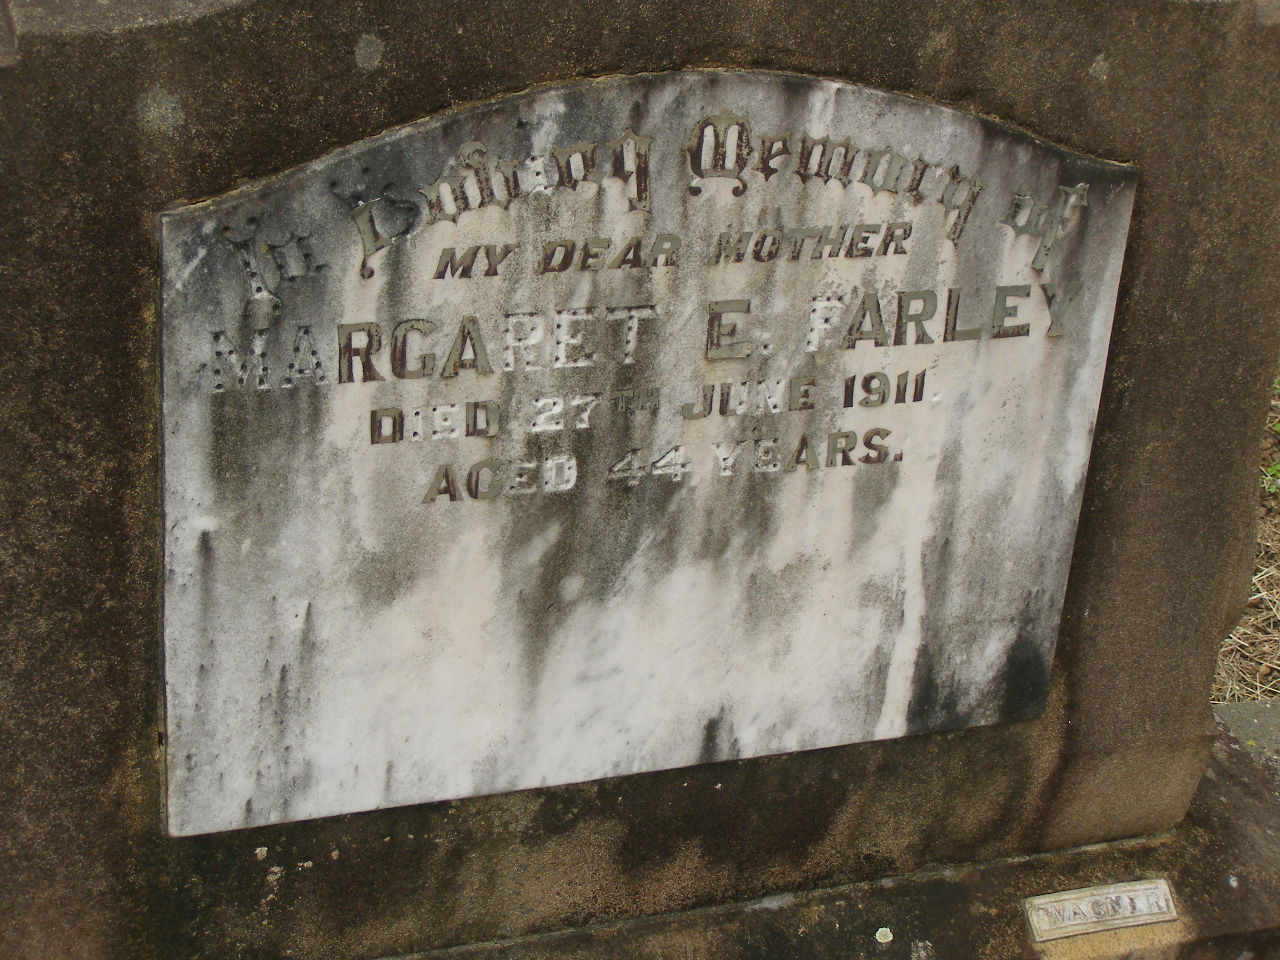 In Loving Memory of
MY DEAR MOTHER
MARGARET E. FARLEY
DIED 27TH JUNE 1911.
AGED 44 YEARS.
WAGNER